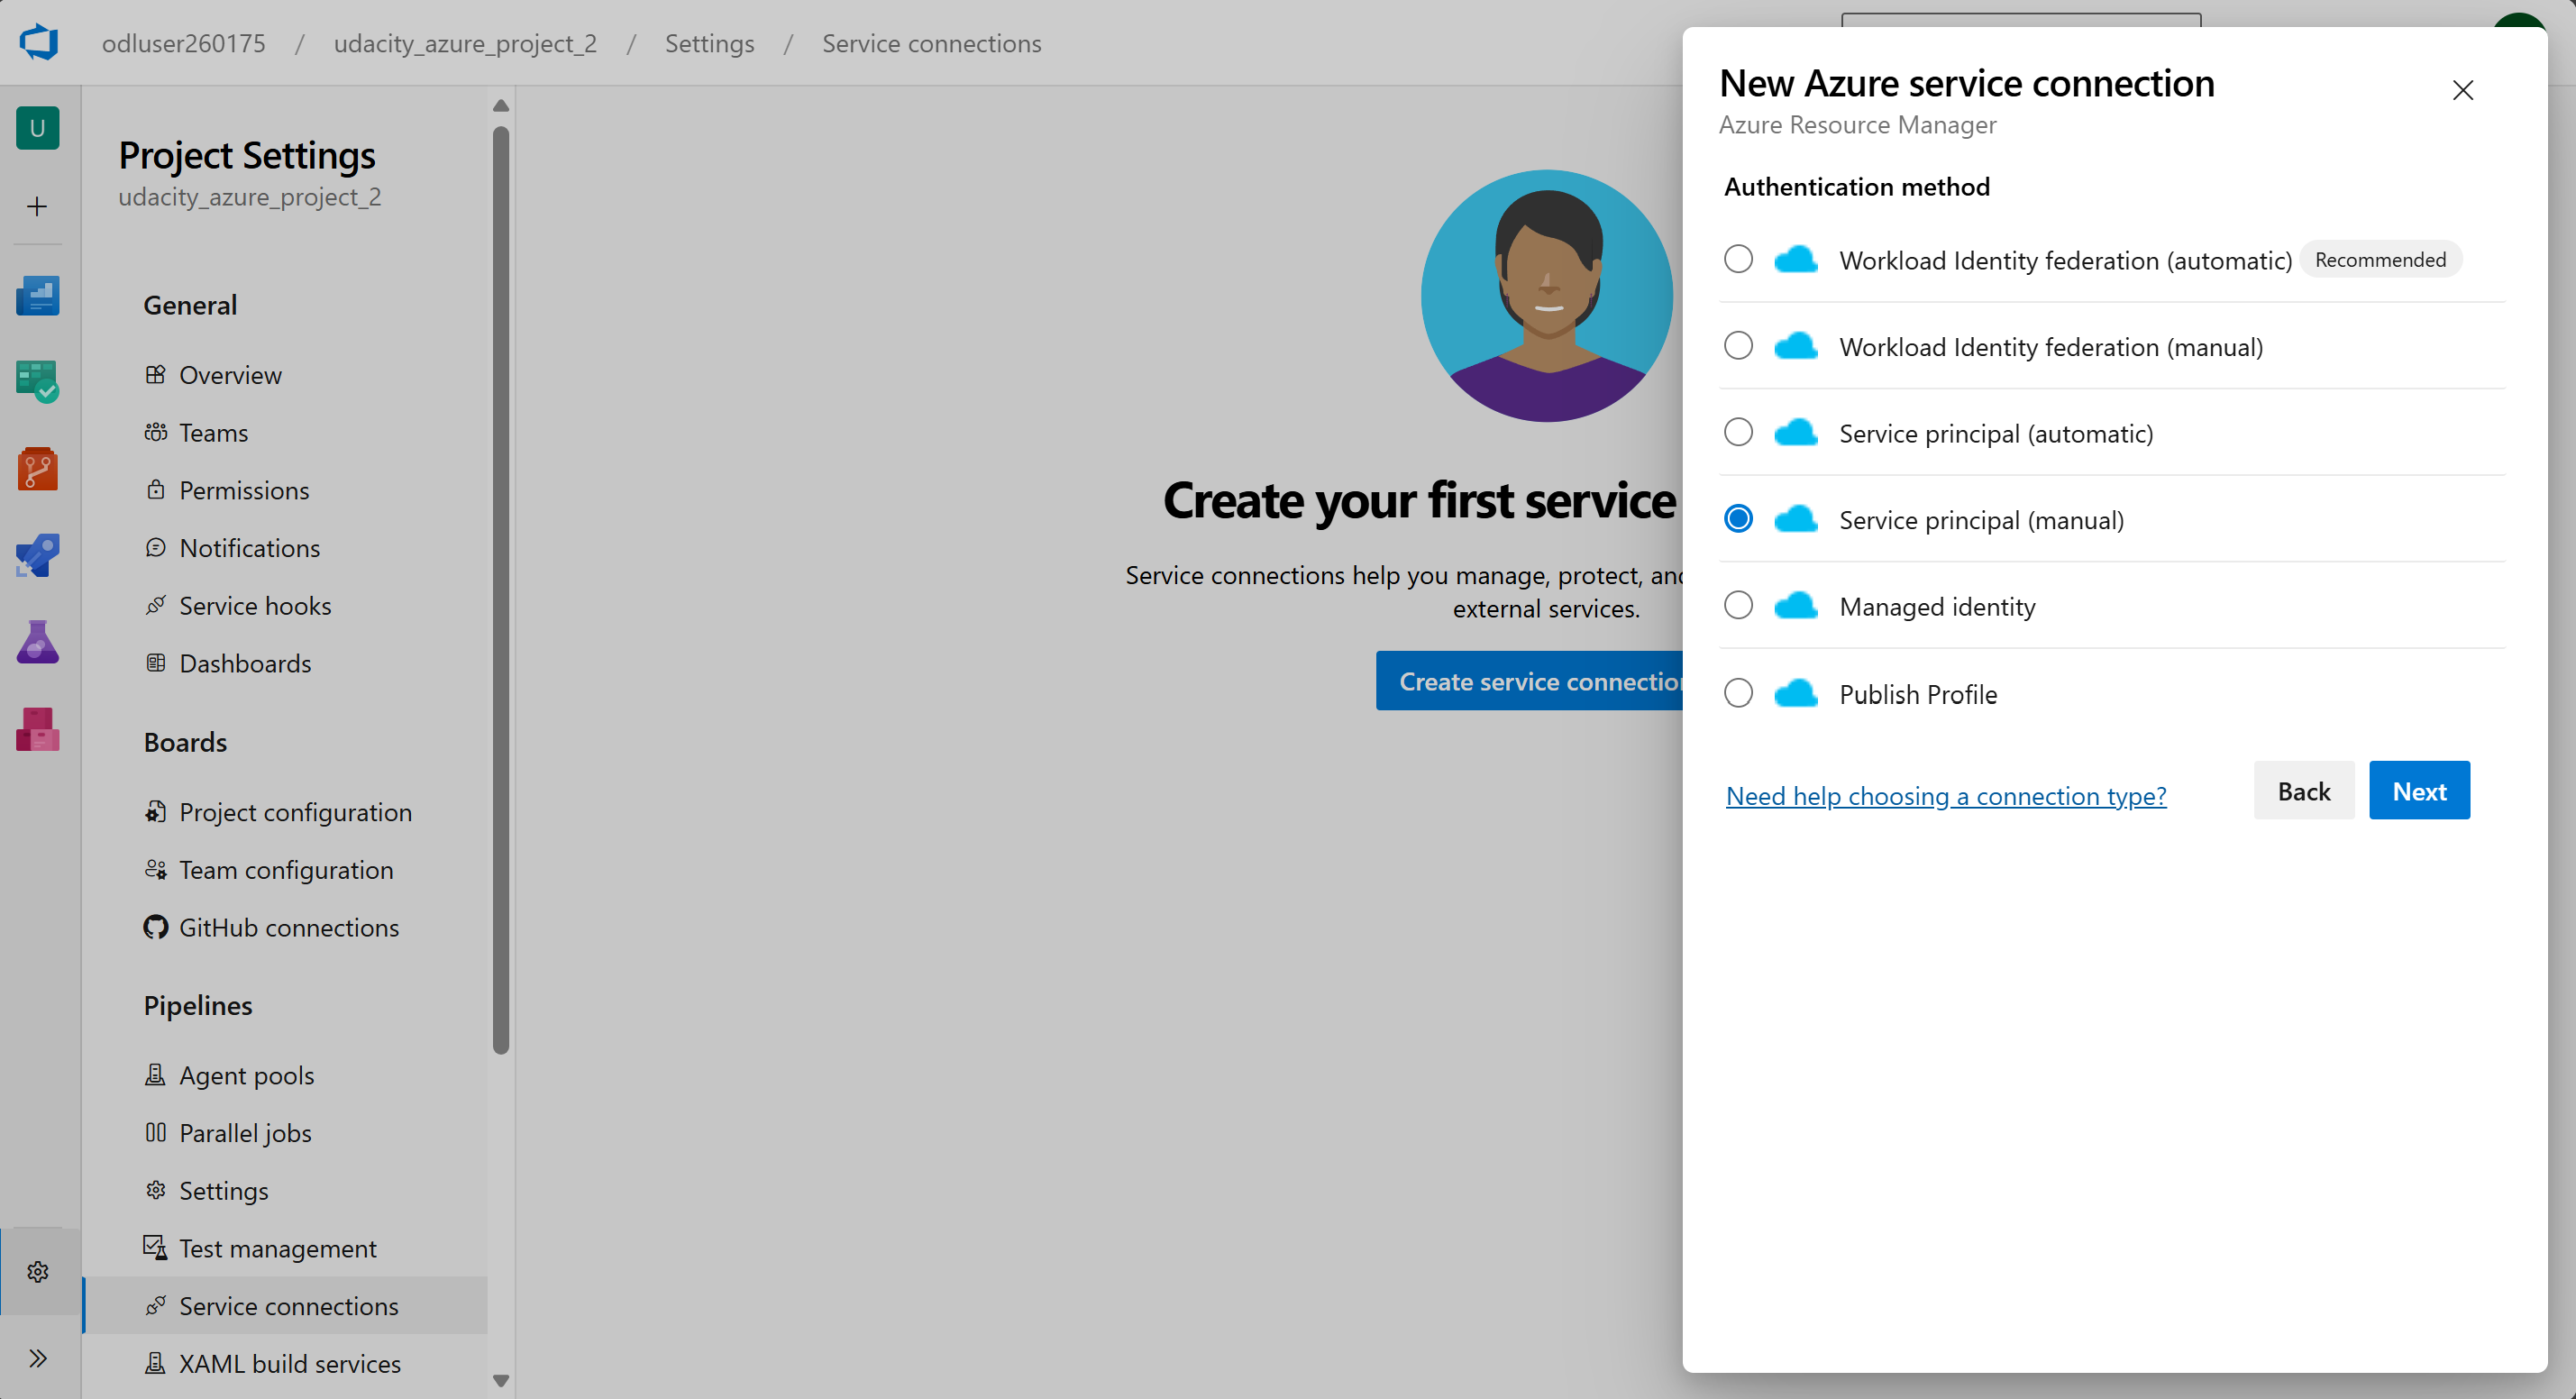 odluser260175 / udacity_azure_project_2 / Settings / Service connections
U
Project Settings
udacity_azure_project_2
General
Overview
Teams
Permissions
Notifications
Service hooks
Dashboards
Boards
Project configuration
Team configuration
GitHub connections
Pipelines
Agent pools
Parallel jobs
Settings
Test management
Service connections
XAML build services
Create your first service
Service connections help you manage, protect, and
external services.
Create service connection
New Azure service connection
Azure Resource Manager
Authentication method
Workload Identity federation (automatic) Recommended
Workload Identity federation (manual)
Service principal (automatic)
Service principal (manual)
Managed identity
Publish Profile
Need help choosing a connection type?
Back
Next